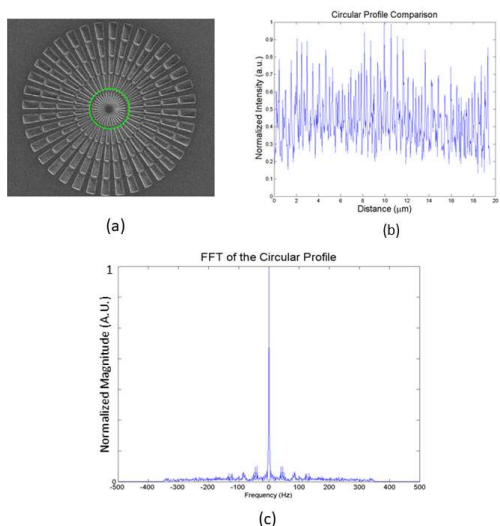 (a)
Circular Profile Comparison
Normalized Intensity (a.u.)
1
0.9
0.8
0.7
0.6
0.5
0.4
0.3
0.2
0.1
0
0 2 4 6 8 10 12 14 16 18 20
Distance (μm)
(b)
FFT of the Circular Profile
1
Normalized Magnitude (A.U.)
-500 -400 -300 -200 -100 0 100 200 300 400 500
Frequency (Hz)
(c)